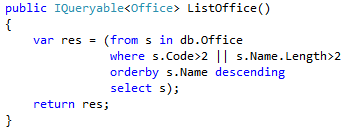 public IQueryable<Office> ListOffice()
{
    var res = (from s in db.Office
               where s.Code>2 || s.Name.Length>2
               orderby s.Name descending
               select s);
    return res;
}